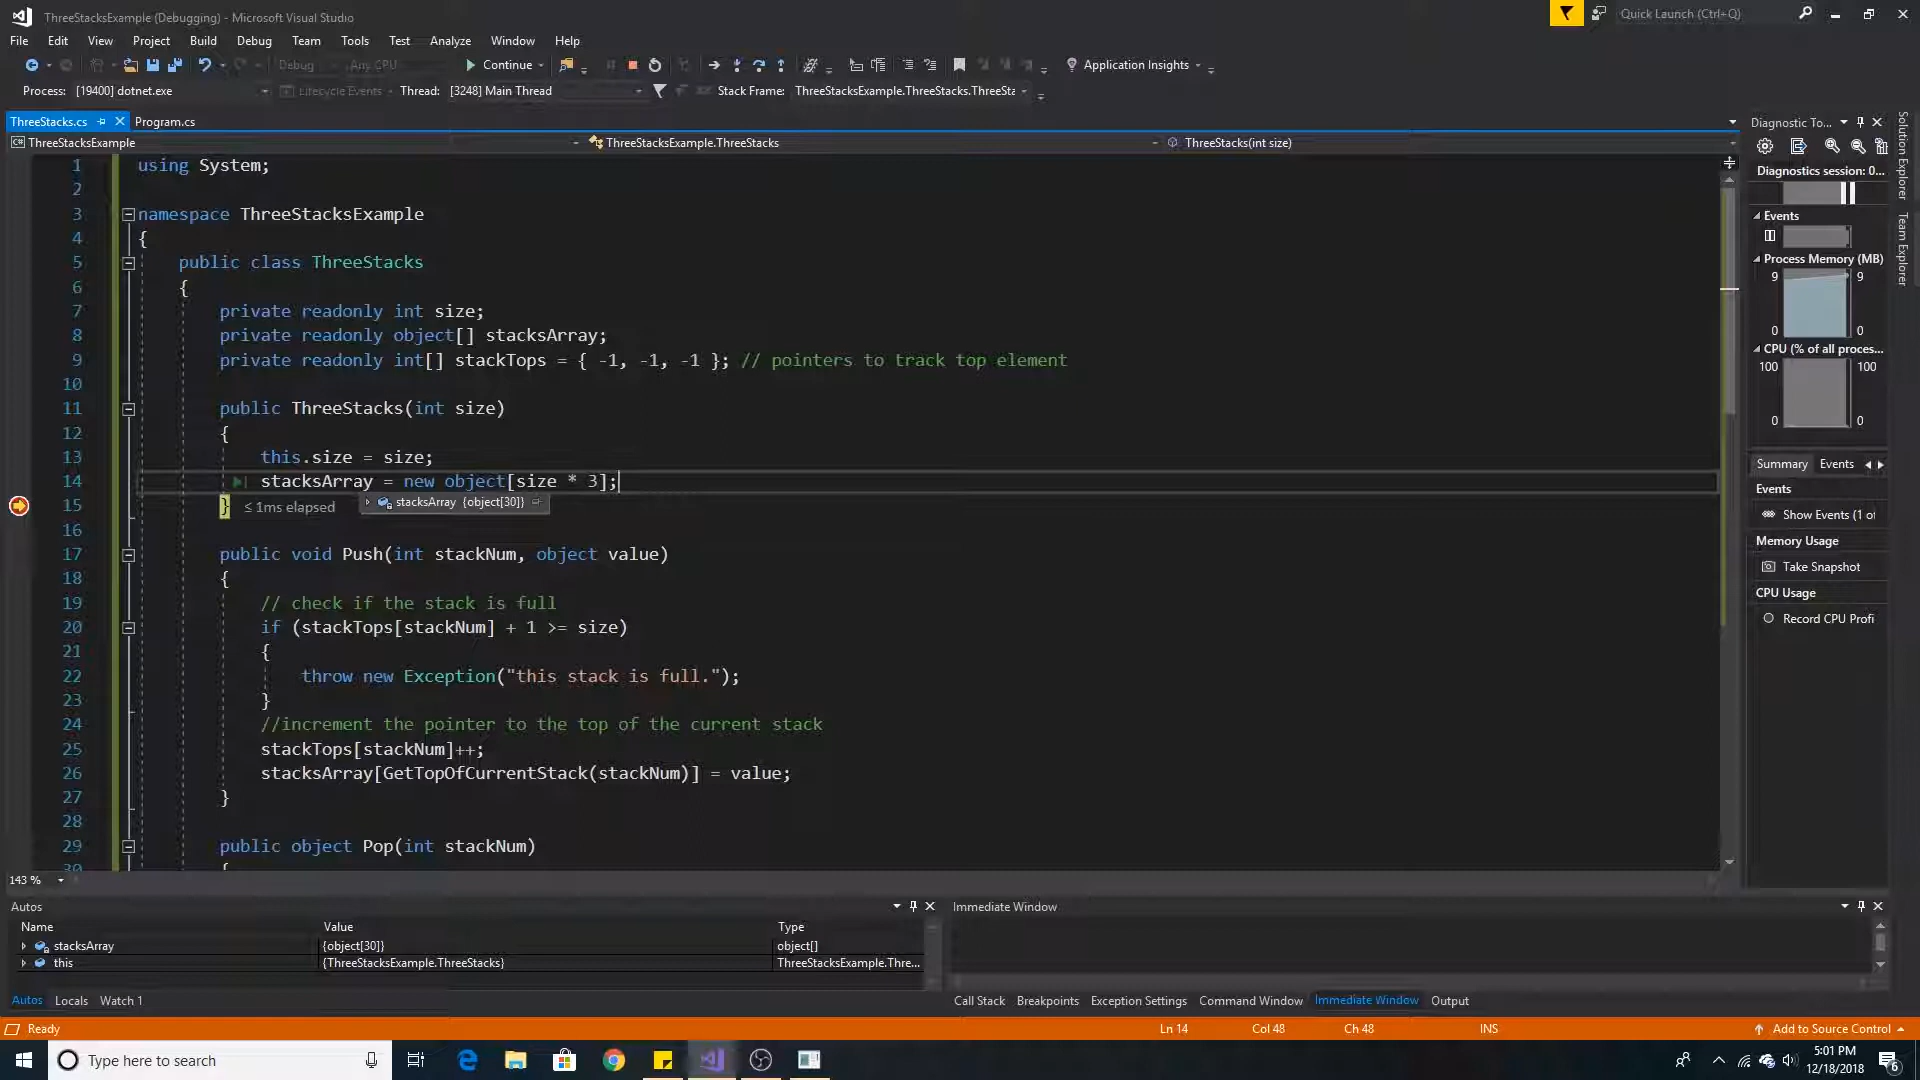 ThreeStacksExample (Debugging) - Microsoft Visual Studio
Quick Launch (Ctrl+Q)
File Edit View Project Build Debug Team Tools Test Analyze Window Help
Debug Any CPU Continue Application Insights
Process: [19400] dotnet.exe Lifecycle Events Thread: [3248] Main Thread Stack Frame: ThreeStacksExample.ThreeStacks.ThreeSta
ThreeStacks.cs Program.cs
ThreeStacksExample ThreeStacksExample.ThreeStacks ThreeStacks(int size)
1 using System;
2
3 namespace ThreeStacksExample
4 {
5 public class ThreeStacks
6 {
7 private readonly int size;
8 private readonly object[] stacksArray;
9 private readonly int[] stackTops = { -1, -1, -1 }; // pointers to track top element
10
11 public ThreeStacks(int size)
12 {
13 this.size = size;
14 stacksArray = new object[size * 3];
15 } ≤ 1ms elapsed stacksArray {object[30]}
16
17 public void Push(int stackNum, object value)
18 {
19 // check if the stack is full
20 if (stackTops[stackNum] + 1 >= size)
21 {
22 throw new Exception("this stack is full.");
23 }
24 //increment the pointer to the top of the current stack
25 stackTops[stackNum]++;
26 stacksArray[GetTopOfCurrentStack(stackNum)] = value;
27 }
28
29 public object Pop(int stackNum)
30 {
143 %
Diagnostic To...
Diagnostics session: 0...
Events
Process Memory (MB)
9 9
0 0
CPU (% of all proces...
100 100
0 0
Summary Events
Events
Show Events (1 of
Memory Usage
Take Snapshot
CPU Usage
Record CPU Profi
Solution Explorer
Team Explorer
Autos
Name Value Type
stacksArray {object[30]} object[]
this {ThreeStacksExample.ThreeStacks} ThreeStacksExample.Thre...
Autos Locals Watch 1
Immediate Window
Call Stack Breakpoints Exception Settings Command Window Immediate Window Output
Ready Ln 14 Col 48 Ch 48 INS Add to Source Control
Type here to search
5:01 PM
12/18/2018
6